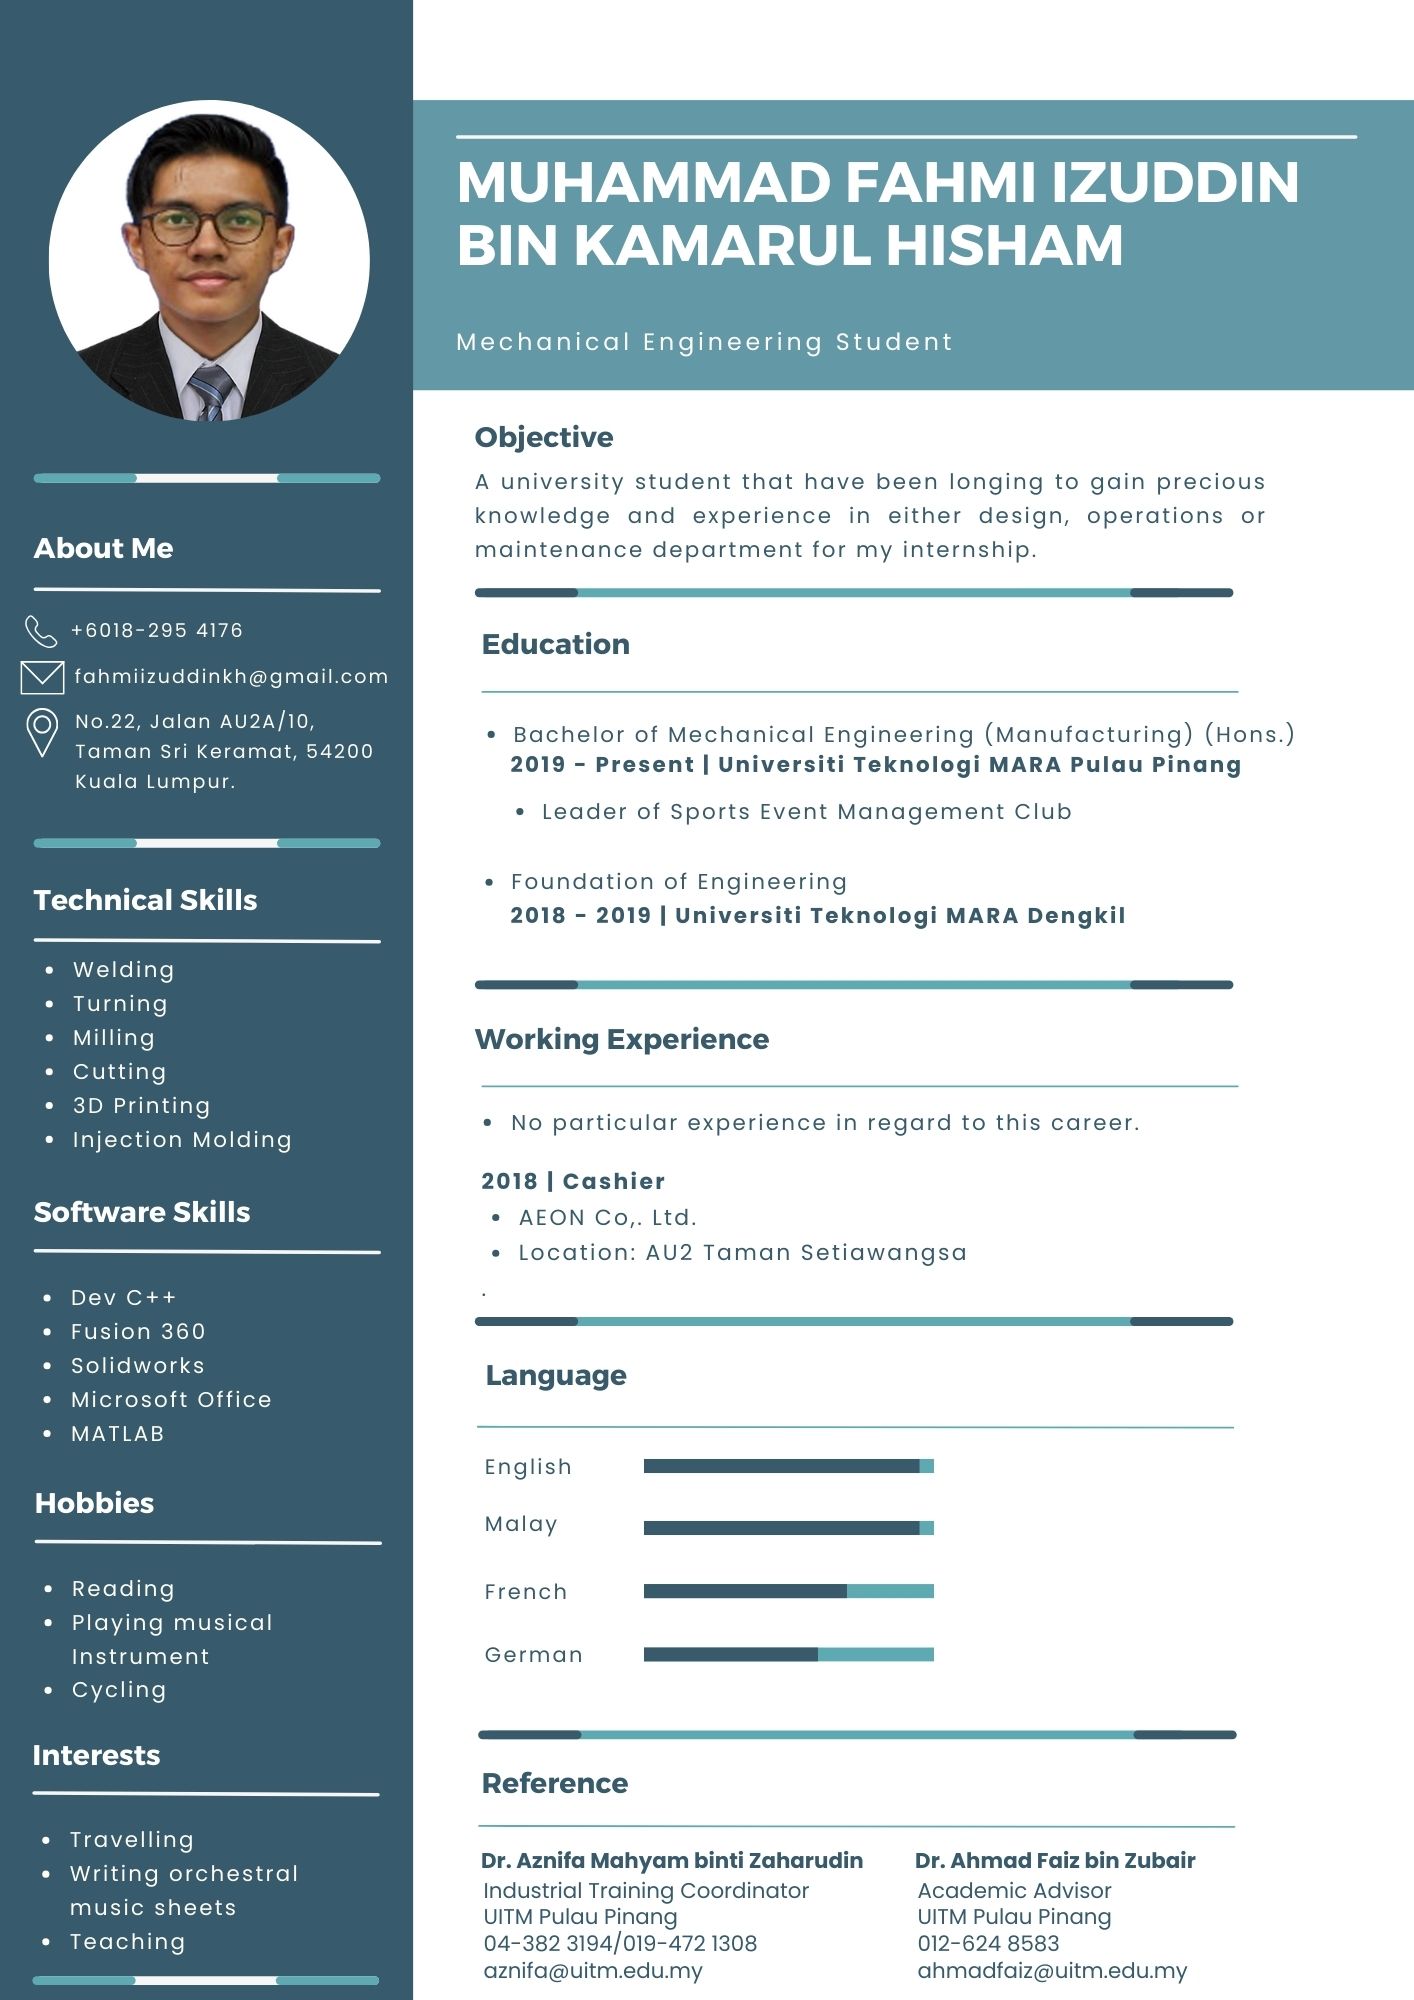 MUHAMMAD FAHMI IZUDDIN
BIN KAMARUL HISHAM
Mechanical Engineering Student
About Me
+6018-295 4176
fahmiizuddinkh@gmail.com
No.22, Jalan AU2A/10,
Taman Sri Keramat, 54200
Kuala Lumpur.
Technical Skills
• Welding
• Turning
• Milling
• Cutting
• 3D Printing
• Injection Molding
Software Skills
• Dev C++
• Fusion 360
• Solidworks
• Microsoft Office
• MATLAB
Hobbies
• Reading
• Playing musical
Instrument
• Cycling
Interests
• Travelling
• Writing orchestral
music sheets
• Teaching
Objective
A university student that have been longing to gain precious
knowledge and experience in either design, operations or
maintenance department for my internship.
Education
• Bachelor of Mechanical Engineering (Manufacturing) (Hons.)
2019 - Present | Universiti Teknologi MARA Pulau Pinang
• Leader of Sports Event Management Club
• Foundation of Engineering
2018 - 2019 | Universiti Teknologi MARA Dengkil
Working Experience
• No particular experience in regard to this career.
2018 | Cashier
• AEON Co,. Ltd.
• Location: AU2 Taman Setiawangsa
.
Language
English
Malay
French
German
Reference
Dr. Aznifa Mahyam binti Zaharudin
Industrial Training Coordinator
UITM Pulau Pinang
04-382 3194/019-472 1308
aznifa@uitm.edu.my
Dr. Ahmad Faiz bin Zubair
Academic Advisor
UITM Pulau Pinang
012-624 8583
ahmadfaiz@uitm.edu.my